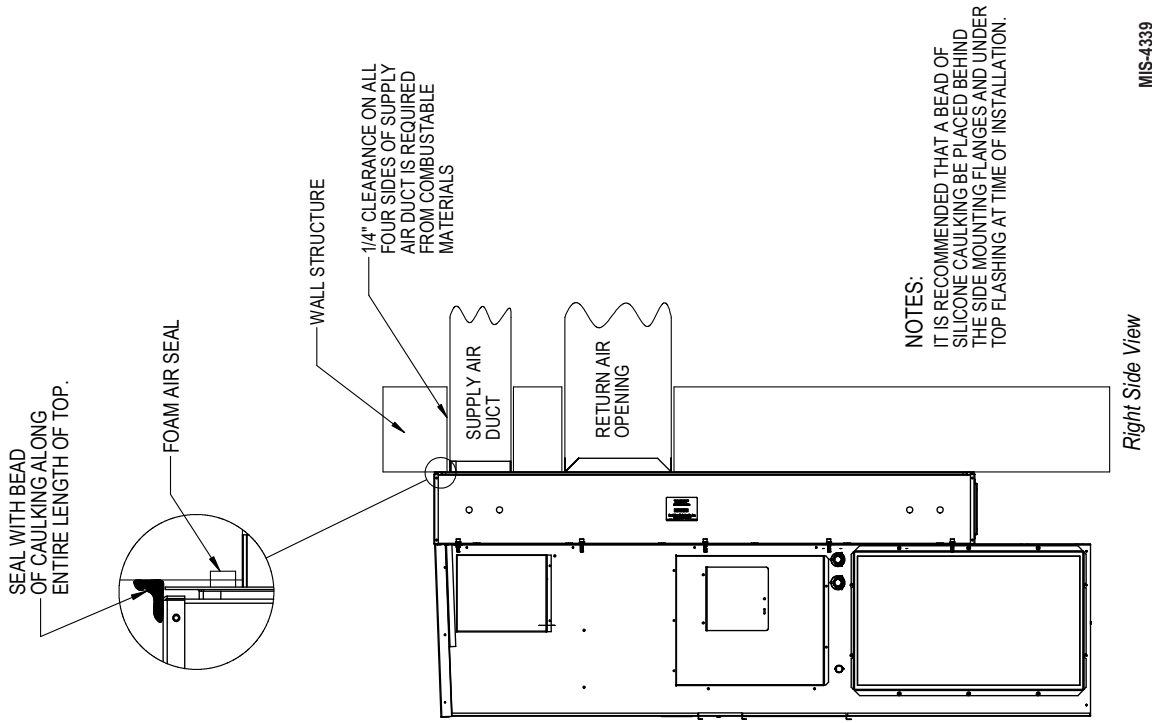 SEAL WITH BEAD
OF CAULKING ALONG
ENTIRE LENGTH OF TOP.
FOAM AIR SEAL
WALL STRUCTURE
1/4" CLEARANCE ON ALL
FOUR SIDES OF SUPPLY
AIR DUCT IS REQUIRED
FROM COMBUSTABLE
MATERIALS
SUPPLY AIR
DUCT
RETURN AIR
OPENING
NOTES:
IT IS RECOMMENDED THAT A BEAD OF
SILICONE CAULKING BE PLACED BEHIND
THE SIDE MOUNTING FLANGES AND UNDER
TOP FLASHING AT TIME OF INSTALLATION.
Right Side View
MIS-4339